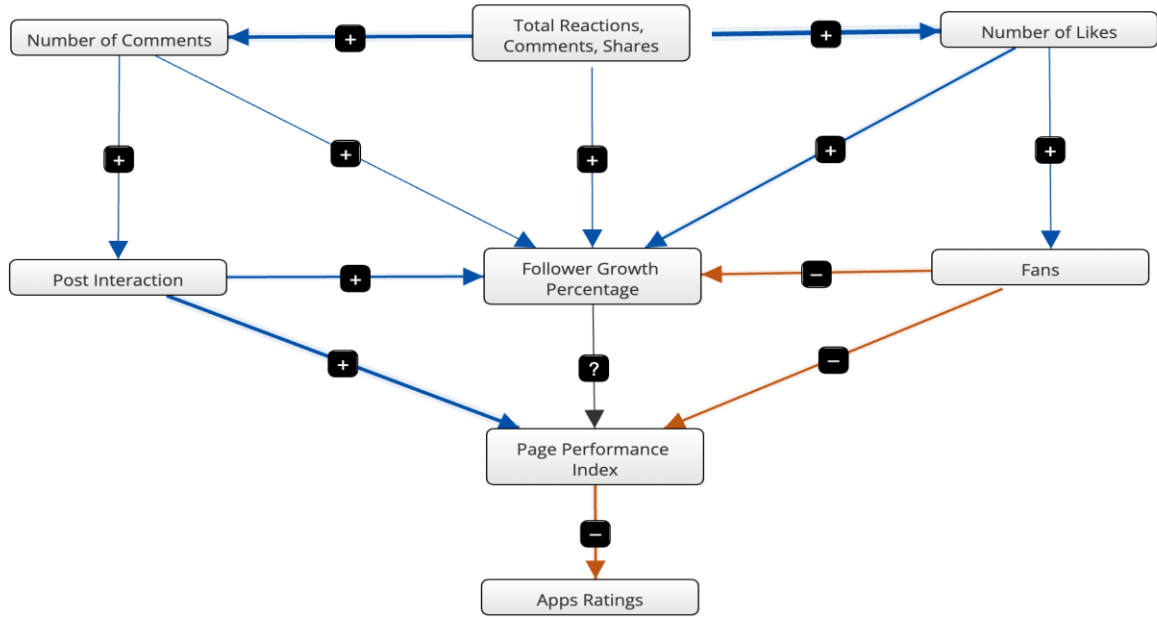 Number of Comments
+
Total Reactions,
Comments, Shares
+
Number of Likes
+
+
+
+
+
Post Interaction
+
Follower Growth
Percentage
−
Fans
+
?
−
Page Performance
Index
−
Apps Ratings